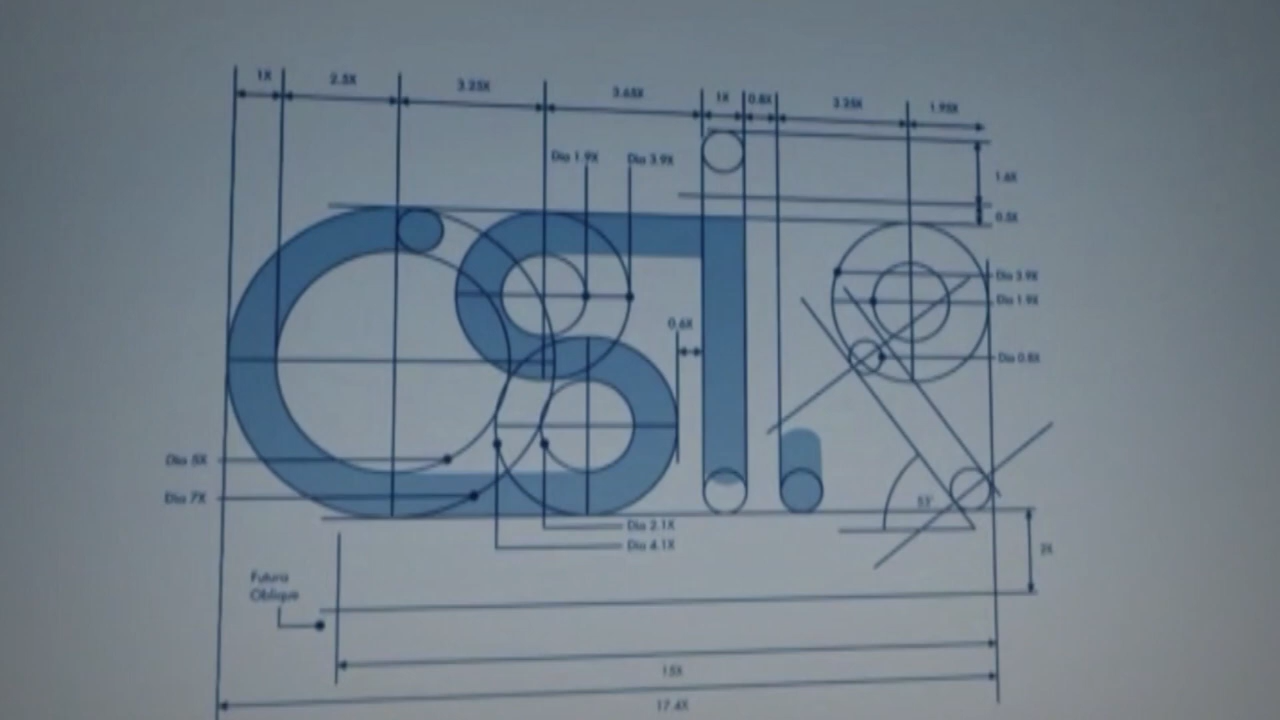 1X 2.5X 3.25X 3.65X 1X 0.8X 3.25X 1.95X
Dia 1.9X Dia 3.9X
1.6X
0.5X
Dia 3.9X
Dia 1.9X
0.6X
Dia 0.8X
CSIR
Dia 5X
Dia 7X
53°
Dia 2.1X
Dia 4.1X
2X
Futura
Oblique
15X
17.4X